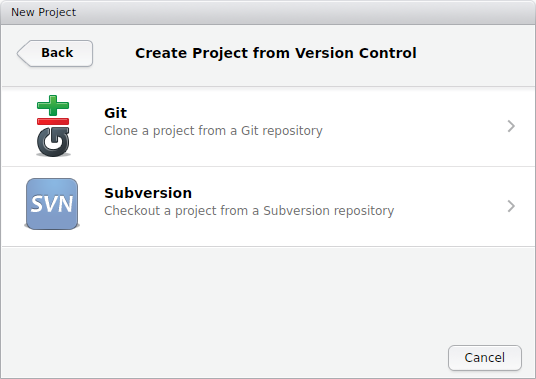 New Project
Back
Create Project from Version Control
Git
Clone a project from a Git repository
SVN
Subversion
Checkout a project from a Subversion repository
Cancel